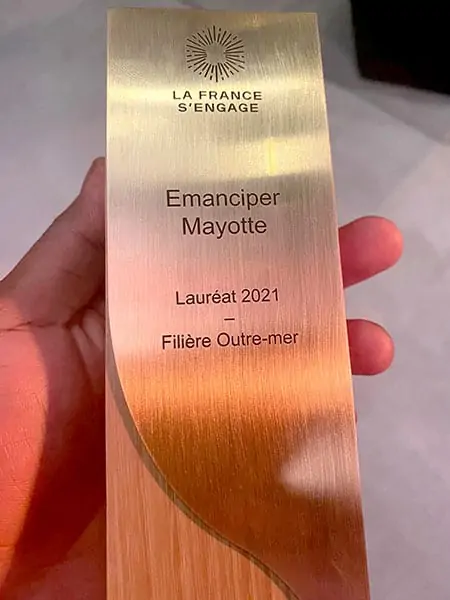 LA FRANCE
S'ENGAGE
Emanciper
Mayotte
Lauréat 2021
–
Filière Outre-mer